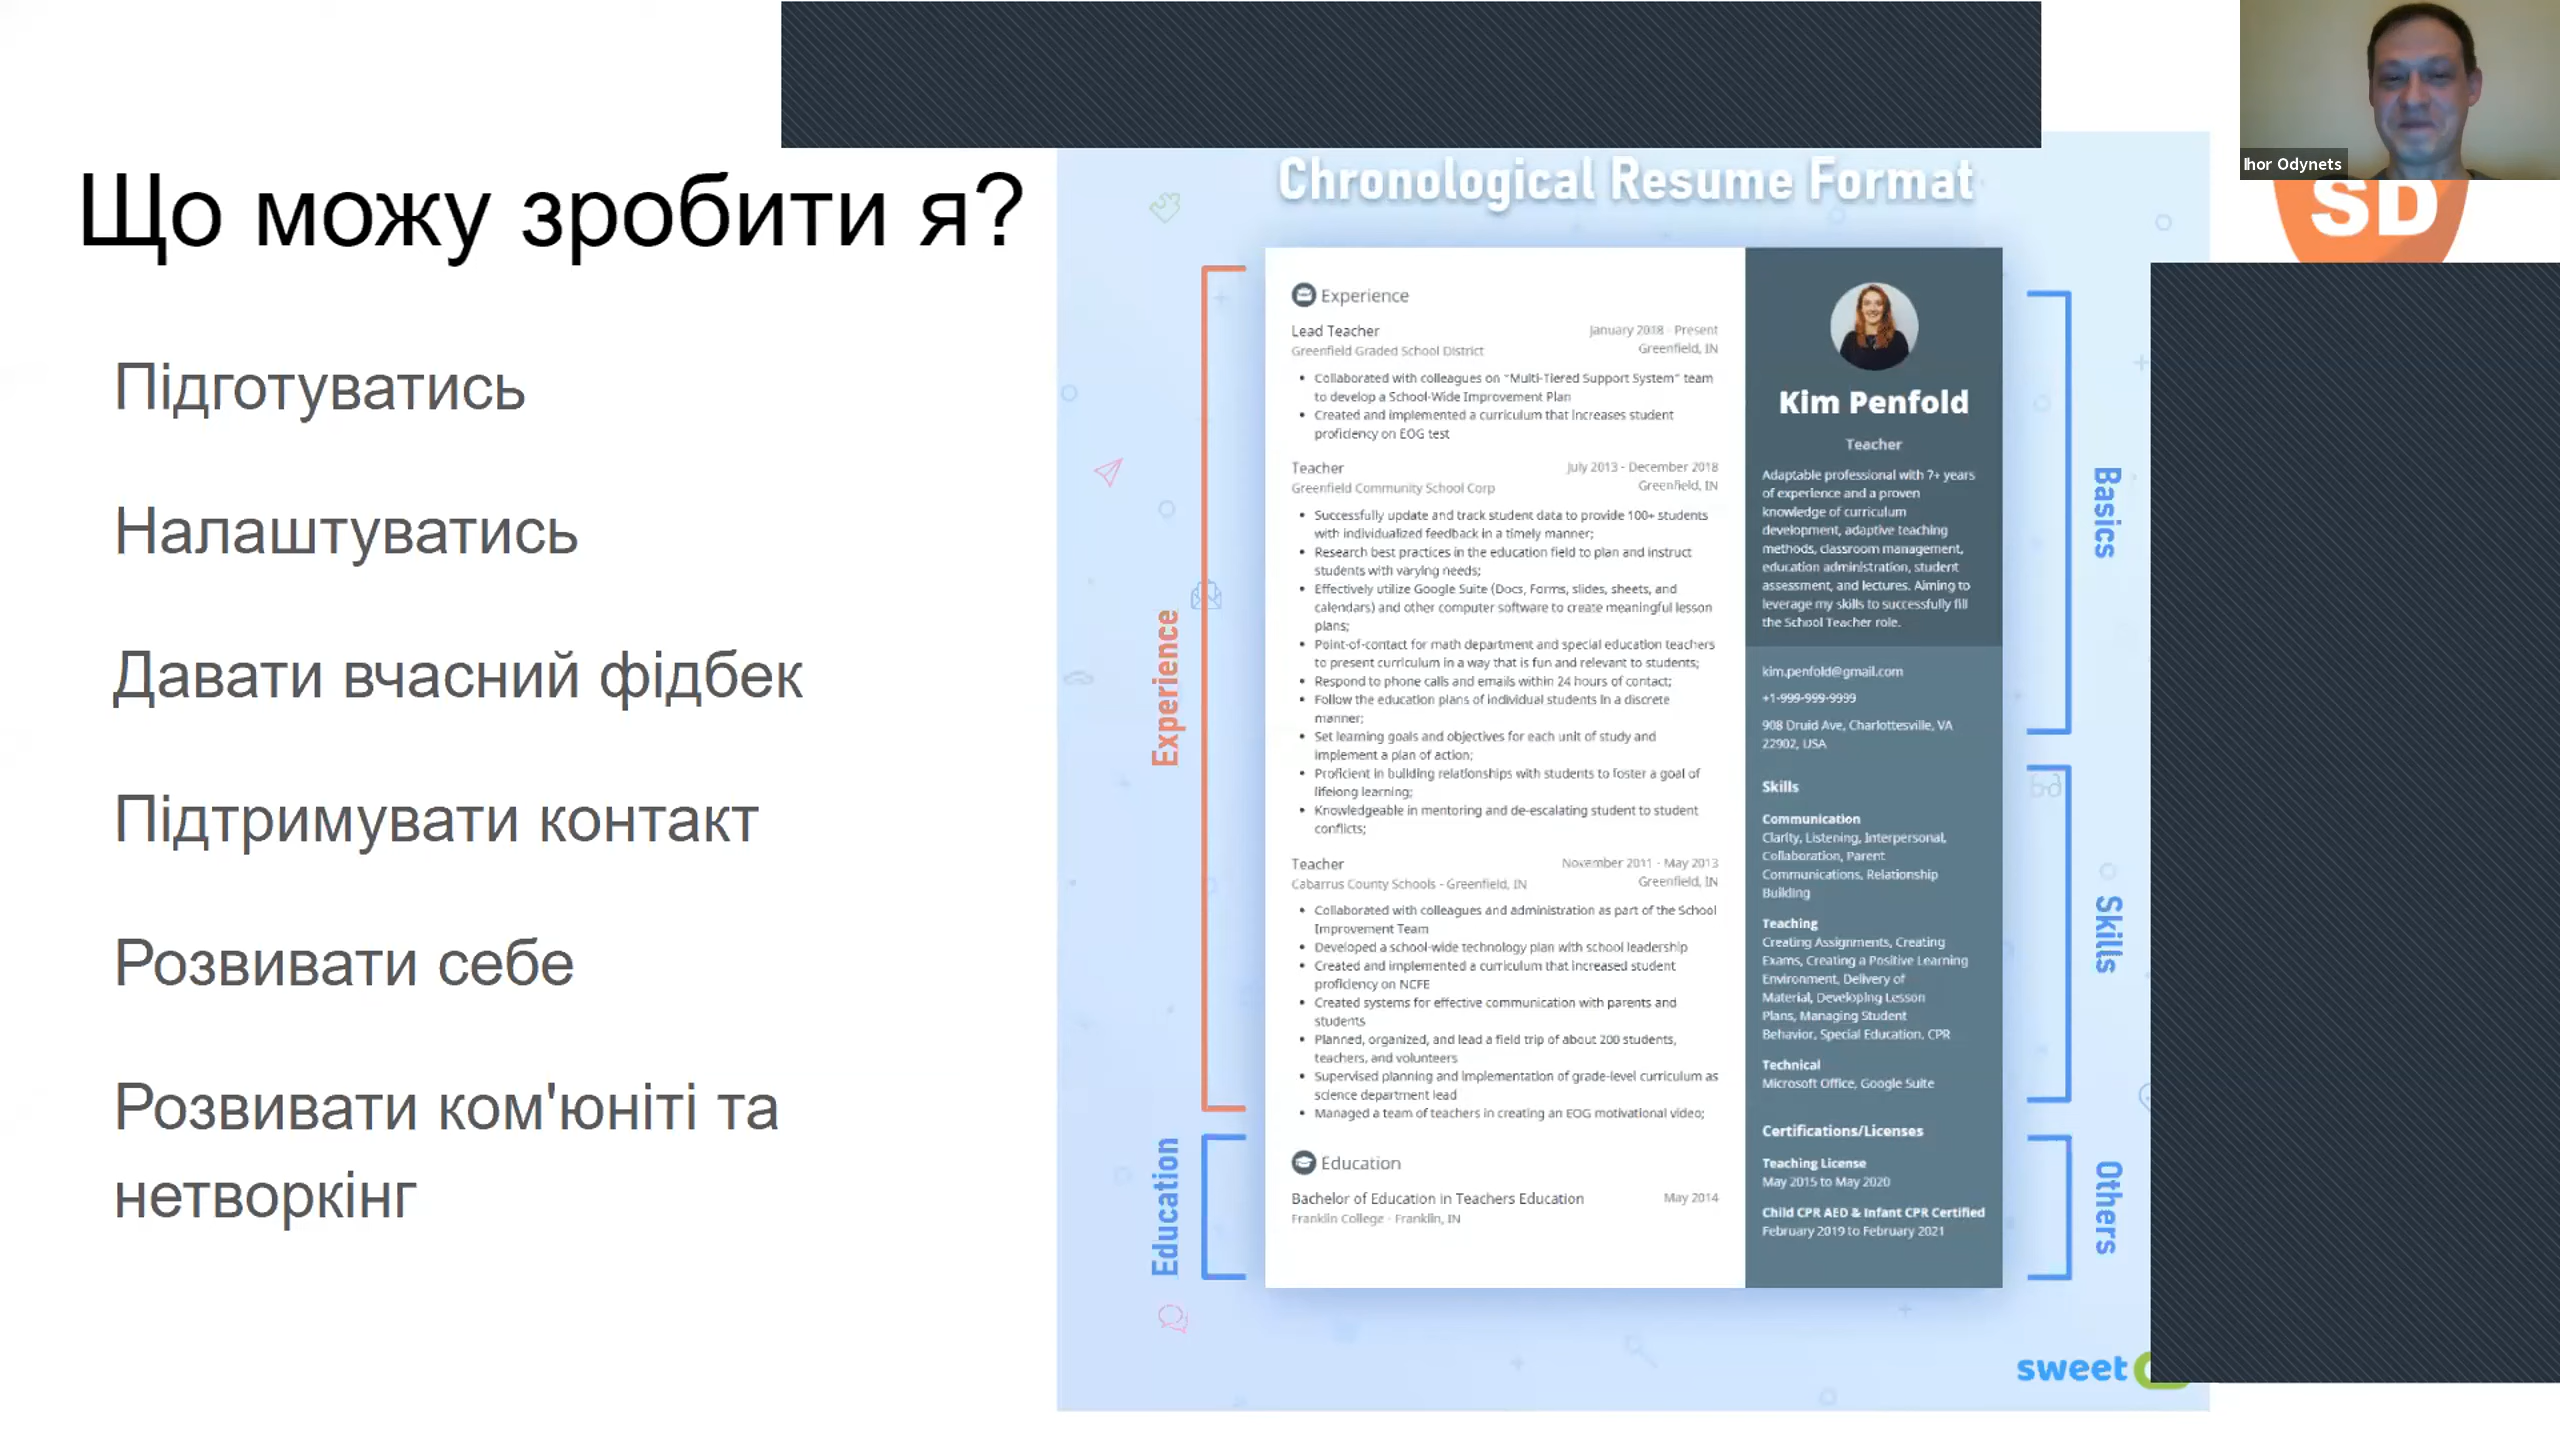 Що можу зробити я?
Підготуватись
Налаштуватись
Давати вчасний фідбек
Підтримувати контакт
Розвивати себе
Розвивати ком'юніті та
нетворкінг
Chronological Resume Format
Experience
Education
Experience
Lead Teacher
January 2018 - Present
Greenfield Graded School District
Greenfield, IN
• Collaborated with colleagues on "Multi-Tiered Support System" team
to develop a School-Wide Improvement Plan
• Created and implemented a curriculum that increases student
proficiency on EOG test
Teacher
July 2013 - December 2018
Greenfield Community School Corp
Greenfield, IN
• Successfully update and track student data to provide 100+ students
with individualized feedback in a timely manner;
• Research best practices in the education field to plan and instruct
students with varying needs;
• Effectively utilize Google Suite (Docs, Forms, slides, sheets, and
calendars) and other computer software to create meaningful lesson
plans;
• Point-of-contact for math department and special education teachers
to present curriculum in a way that is fun and relevant to students;
• Respond to phone calls and emails within 24 hours of contact;
• Follow the education plans of individual students in a discrete
manner;
• Set learning goals and objectives for each unit of study and
implement a plan of action;
• Proficient in building relationships with students to foster a goal of
lifelong learning;
• Knowledgeable in mentoring and de-escalating student to student
conflicts;
Teacher
November 2011 - May 2013
Cabarrus County Schools - Greenfield, IN
Greenfield, IN
• Collaborated with colleagues and administration as part of the School
Improvement Team
• Developed a school-wide technology plan with school leadership
• Created and implemented a curriculum that increased student
proficiency on NCFE
• Created systems for effective communication with parents and
students
• Planned, organized, and lead a field trip of about 200 students,
teachers, and volunteers
• Supervised planning and implementation of grade-level curriculum as
science department lead
• Managed a team of teachers in creating an EOG motivational video;
Education
Bachelor of Education in Teachers Education
May 2014
Franklin College - Franklin, IN
Kim Penfold
Teacher
Adaptable professional with 7+ years
of experience and a proven
knowledge of curriculum
development, adaptive teaching
methods, classroom management,
education administration, student
assessment, and lectures. Aiming to
leverage my skills to successfully fill
the School Teacher role.
kim.penfold@gmail.com
+1-999-999-9999
908 Druid Ave, Charlottesville, VA
22902, USA
Skills
Communication
Clarity, Listening, Interpersonal,
Collaboration, Parent
Communications, Relationship
Building
Teaching
Creating Assignments, Creating
Exams, Creating a Positive Learning
Environment, Delivery of
Material, Developing Lesson
Plans, Managing Student
Behavior, Special Education, CPR
Technical
Microsoft Office, Google Suite
Certifications/Licenses
Teaching License
May 2015 to May 2020
Child CPR AED & Infant CPR Certified
February 2019 to February 2021
Basics
Skills
Others
sweet
Ihor Odynets
SD